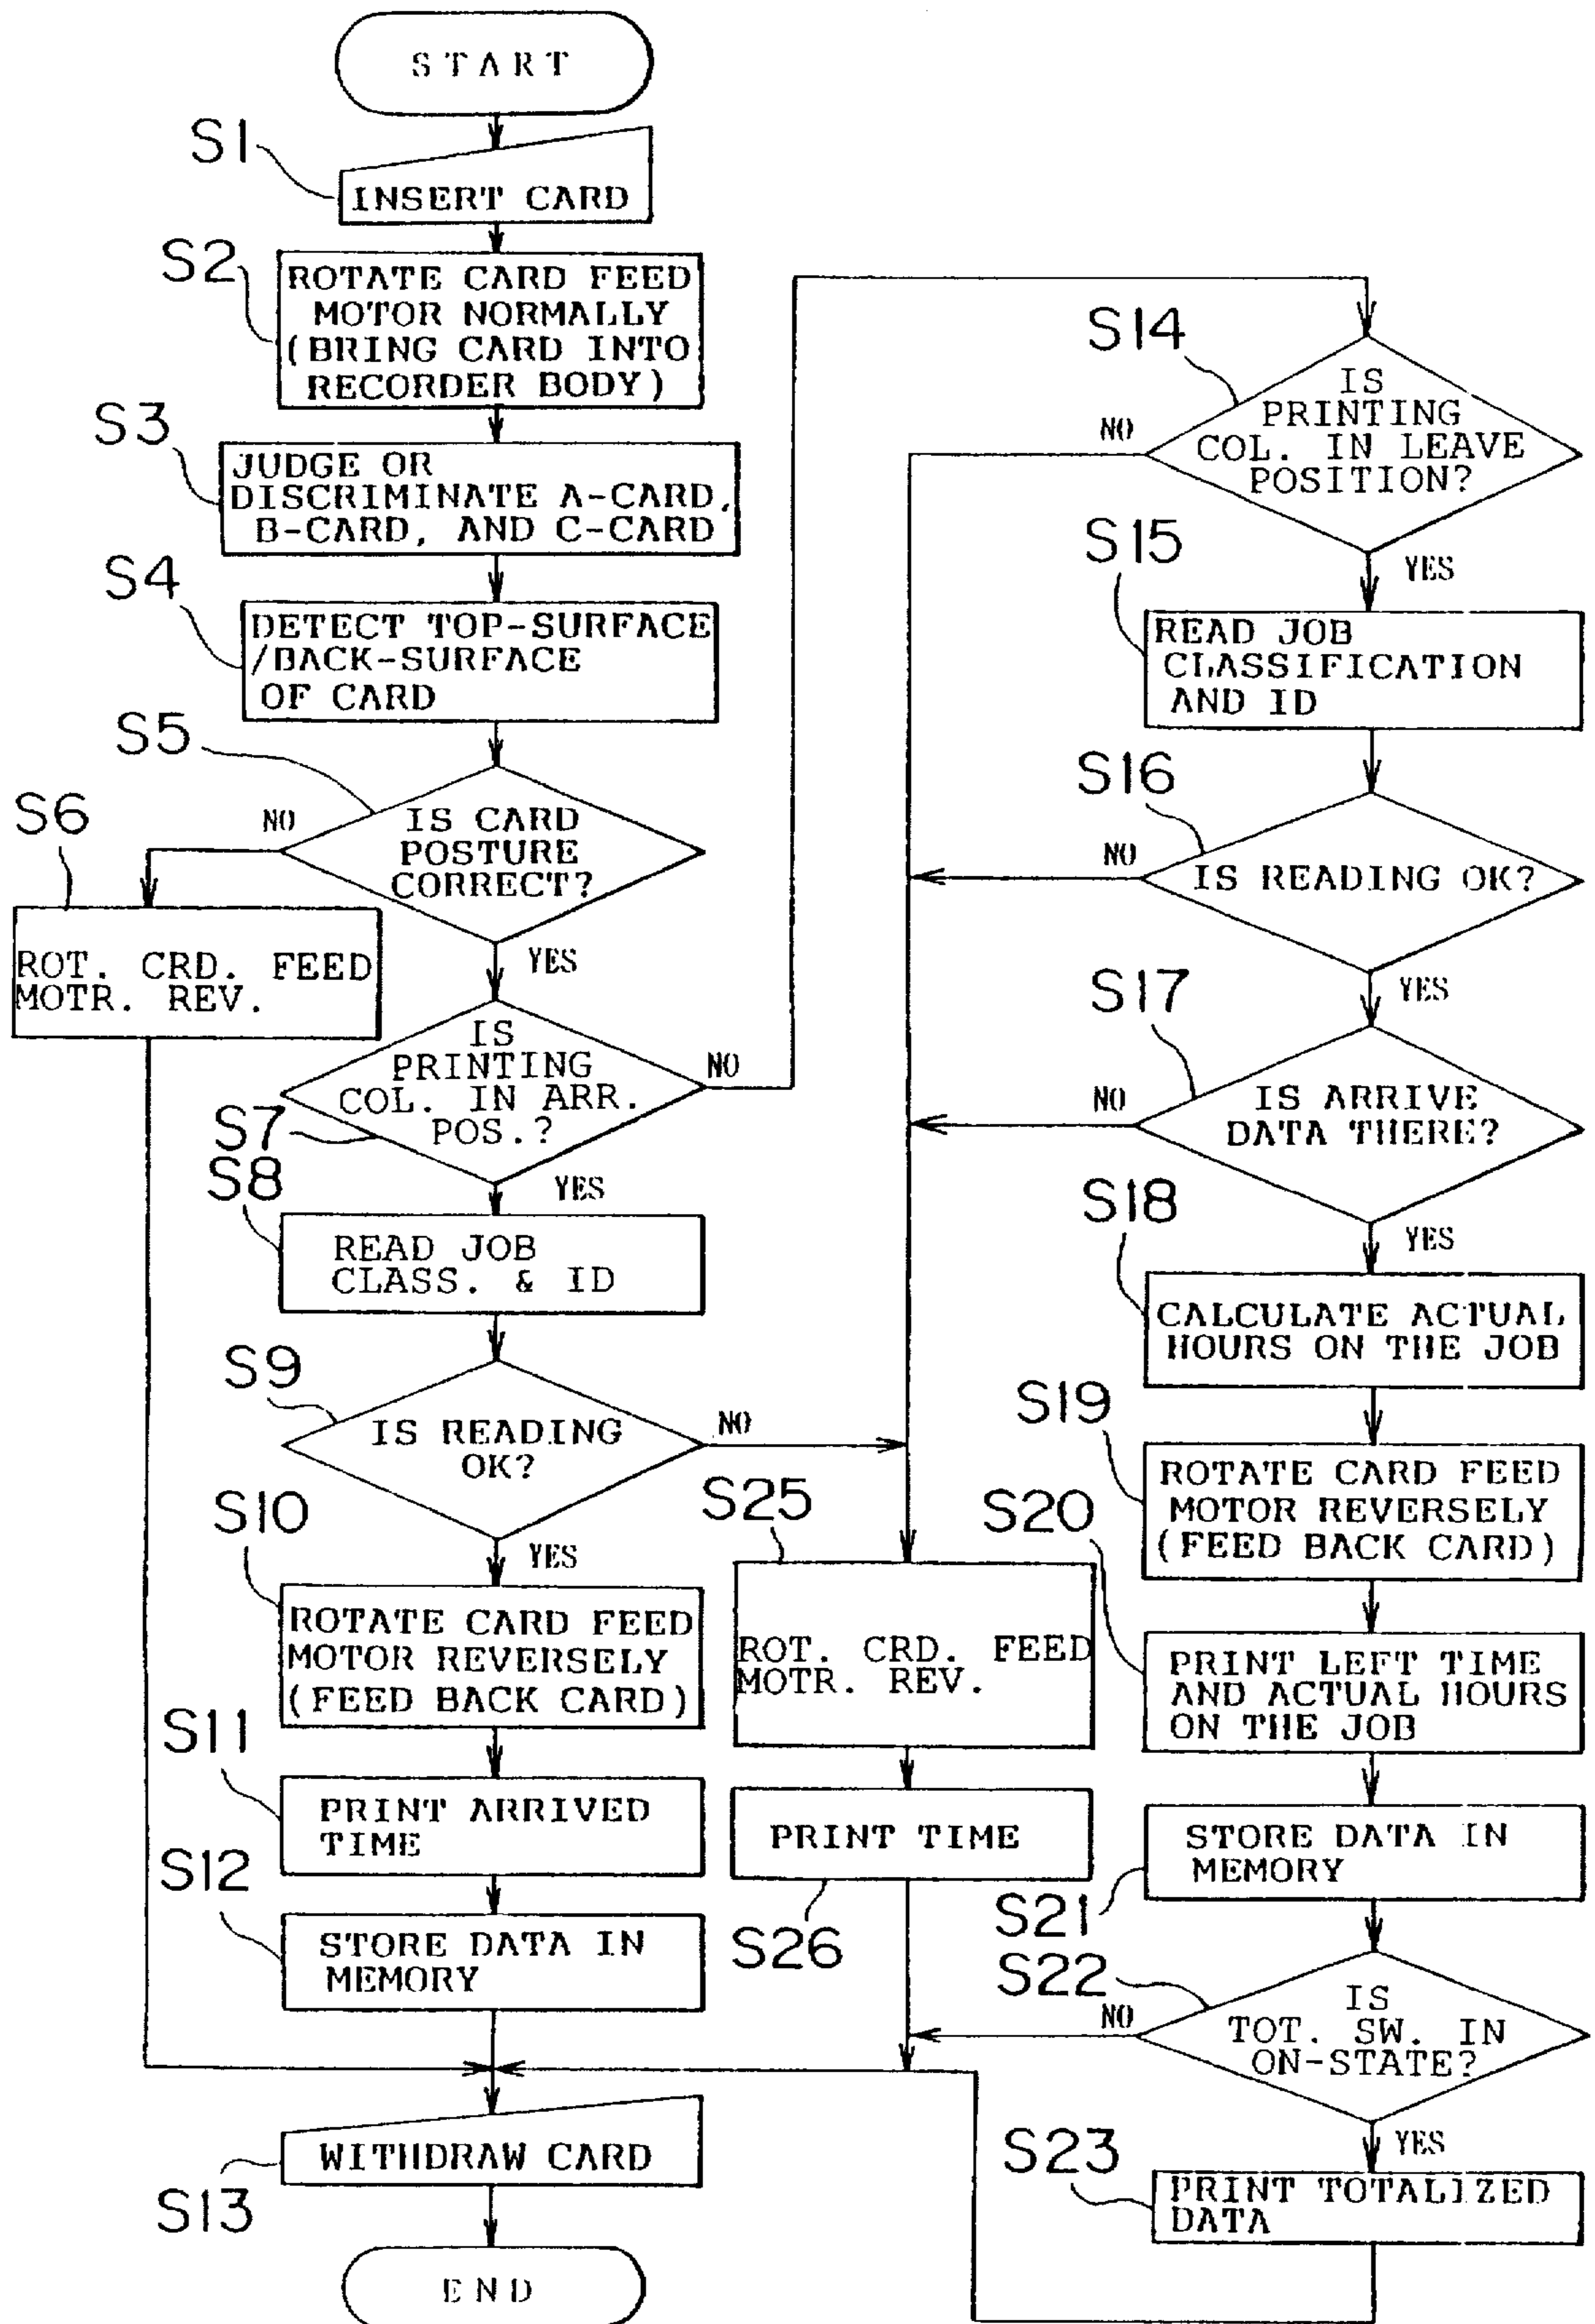 START
S1
INSERT CARD
S2
ROTATE CARD FEED
MOTOR NORMALLY
(BRING CARD INTO
RECORDER BODY)
S3
JUDGE OR
DISCRIMINATE A-CARD,
B-CARD, AND C-CARD
S4
DETECT TOP-SURFACE
/BACK-SURFACE
OF CARD
S5
IS CARD
POSTURE
CORRECT?
NO
YES
S6
ROT. CRD. FEED
MOTR. REV.
S7
IS
PRINTING
COL. IN ARR.
POS.?
NO
YES
S8
READ JOB
CLASS. & ID
S9
IS READING
OK?
NO
YES
S10
ROTATE CARD FEED
MOTOR REVERSELY
(FEED BACK CARD)
S11
PRINT ARRIVED
TIME
S12
STORE DATA IN
MEMORY
S13
WITHDRAW CARD
END
S14
IS
PRINTING
COL. IN LEAVE
POSITION?
NO
YES
S15
READ JOB
CLASSIFICATION
AND ID
S16
IS READING OK?
NO
YES
S17
IS ARRIVE
DATA THERE?
NO
YES
S18
CALCULATE ACTUAL
HOURS ON THE JOB
S19
ROTATE CARD FEED
MOTOR REVERSELY
(FEED BACK CARD)
S20
PRINT LEFT TIME
AND ACTUAL HOURS
ON THE JOB
S21
STORE DATA IN
MEMORY
S22
IS
TOT. SW. IN
ON-STATE?
NO
YES
S23
PRINT TOTALIZED
DATA
S25
ROT. CRD. FEED
MOTR. REV.
S26
PRINT TIME